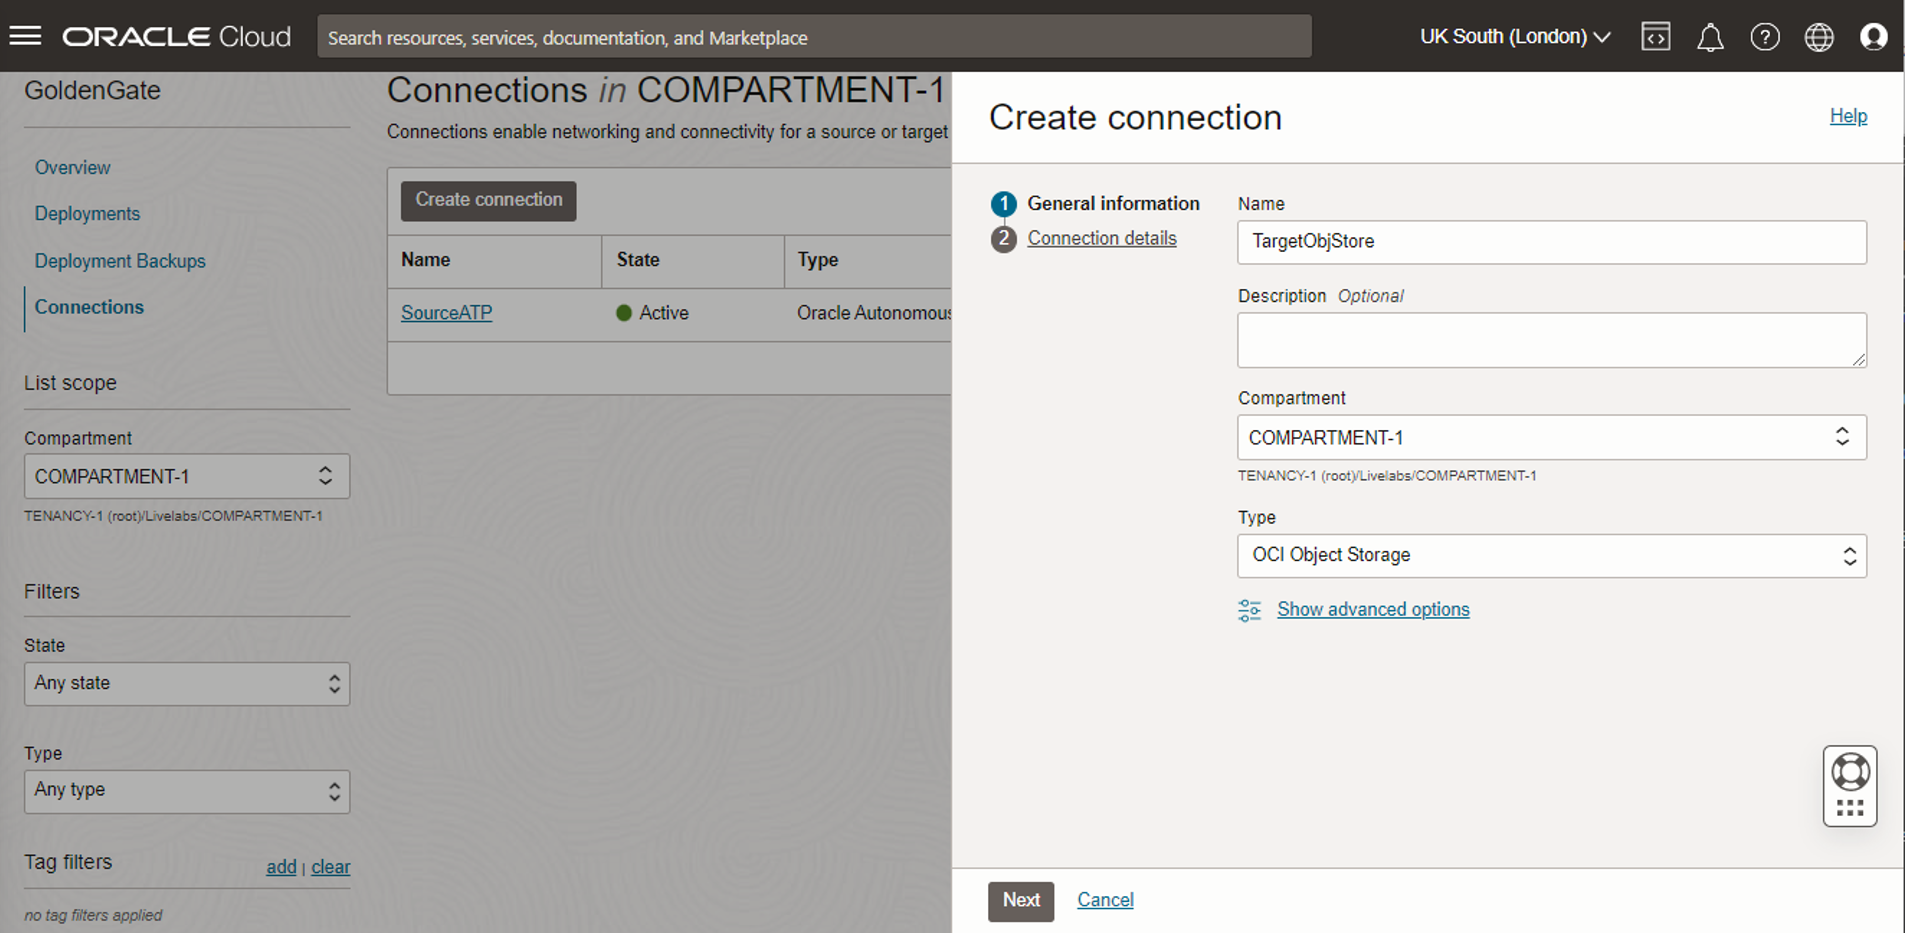 ORACLE Cloud
Search resources, services, documentation, and Marketplace
UK South (London)
GoldenGate
Overview
Deployments
Deployment Backups
Connections
List scope
Compartment
COMPARTMENT-1
TENANCY-1 (root)/Livelabs/COMPARTMENT-1
Filters
State
Any state
Type
Any type
Tag filters
add | clear
no tag filters applied
Connections in COMPARTMENT-1
Connections enable networking and connectivity for a source or target
Create connection
Name State Type
SourceATP Active Oracle Autonomous
Create connection
Help
1 General information
2 Connection details
Name
TargetObjStore
Description Optional
Compartment
COMPARTMENT-1
TENANCY-1 (root)/Livelabs/COMPARTMENT-1
Type
OCI Object Storage
Show advanced options
Next Cancel